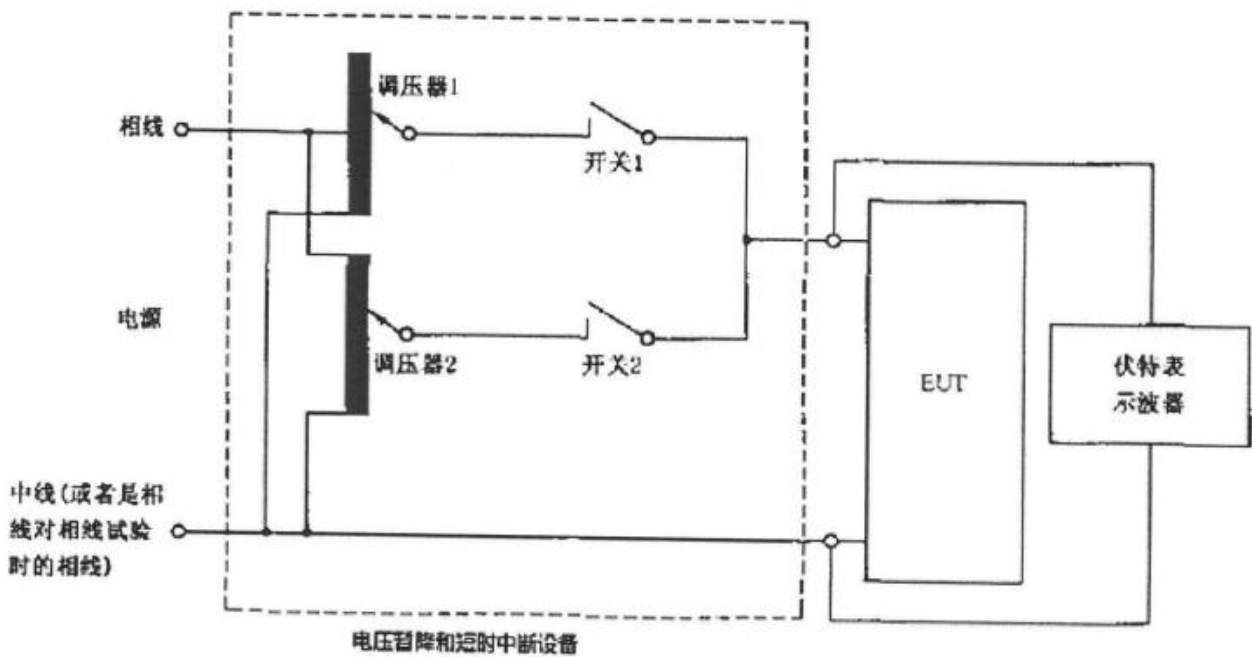 调压器1
相线
开关1
电源
调压器2
开关2
EUT
伏特表
示波器
中线(或者是相
线对相线试验
时的相线)
电压暂降和短时中断设备